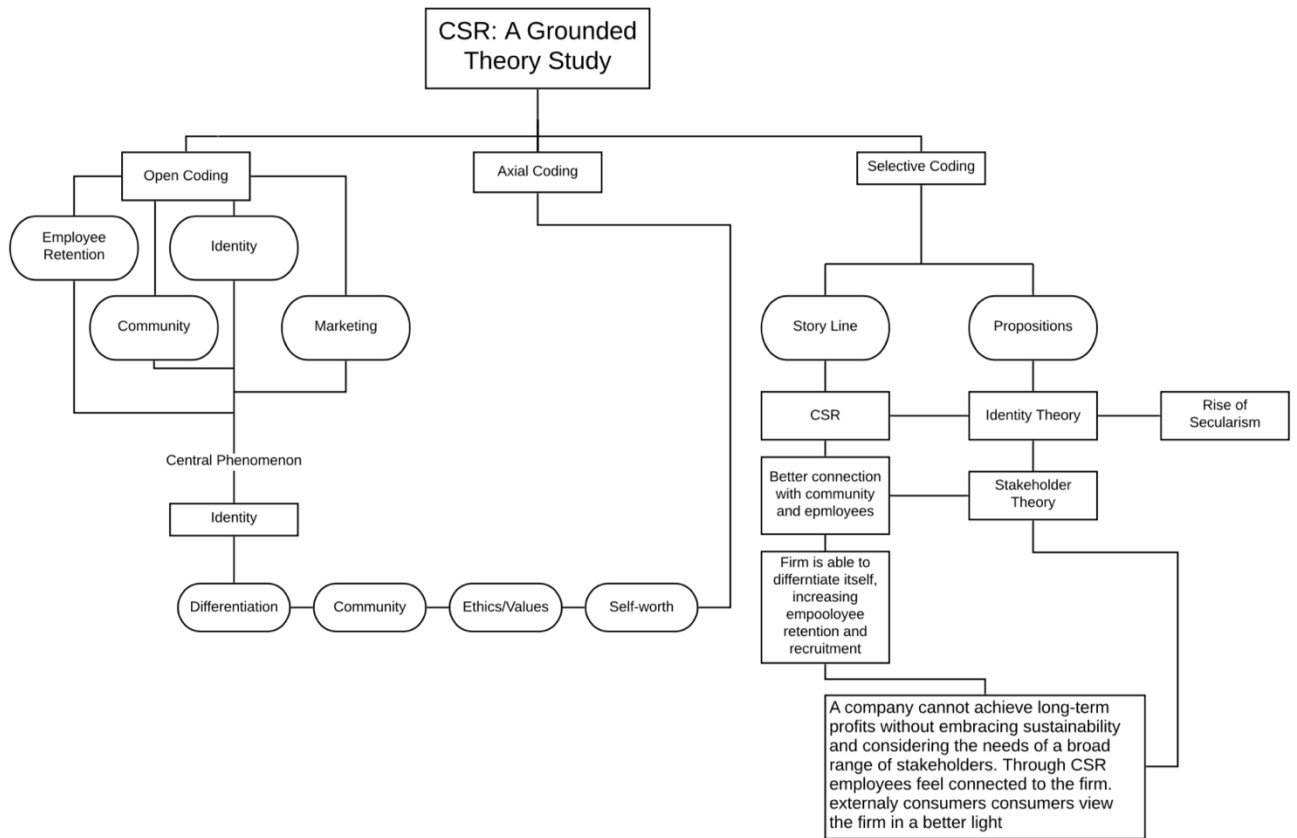 CSR: A Grounded
Theory Study
Open Coding
Axial Coding
Selective Coding
Employee
Retention
Identity
Community
Marketing
Story Line
Propositions
CSR
Identity Theory
Rise of
Secularism
Central Phenomenon
Better connection
with community
and epmloyees
Stakeholder
Theory
Identity
Firm is able to
differntiate itself,
increasing
empooloyee
retention and
recruitment
Differentiation
Community
Ethics/Values
Self-worth
A company cannot achieve long-term
profits without embracing sustainability
and considering the needs of a broad
range of stakeholders. Through CSR
employees feel connected to the firm.
externaly consumers consumers view
the firm in a better light